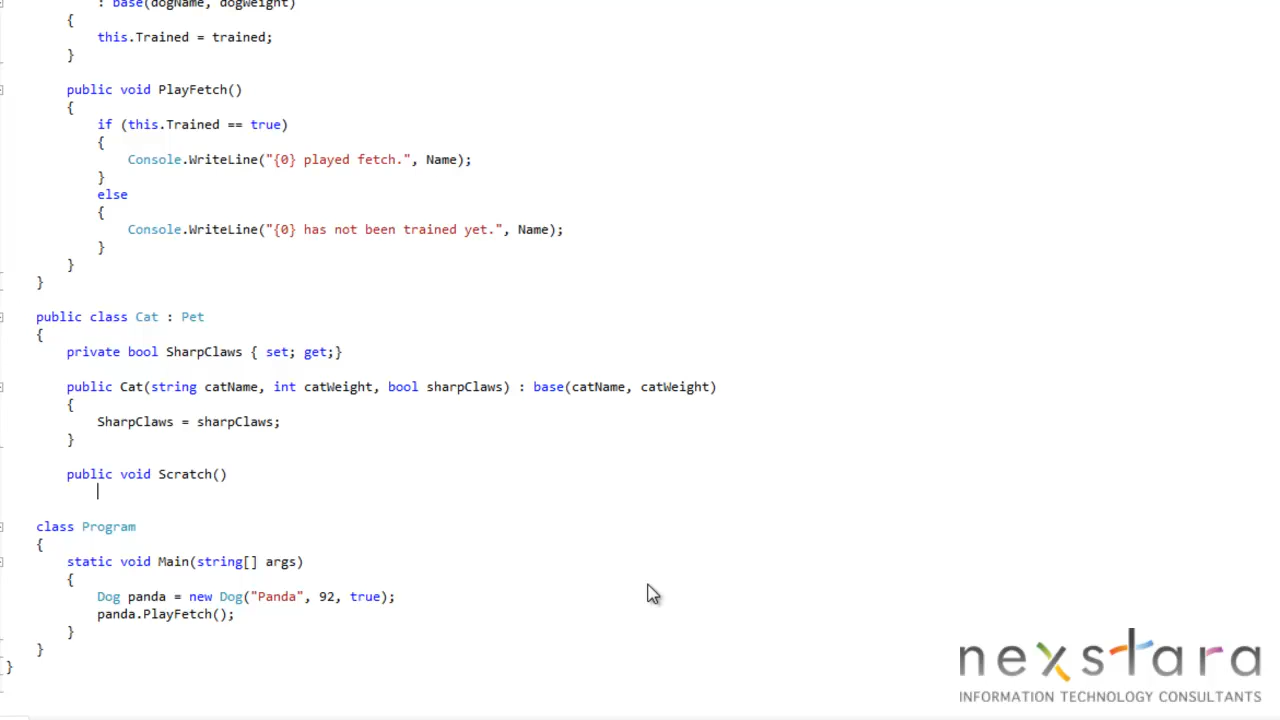 : base(dogName, dogWeight)
{
this.Trained = trained;
}
public void PlayFetch()
{
if (this.Trained == true)
{
Console.WriteLine("{0} played fetch.", Name);
}
else
{
Console.WriteLine("{0} has not been trained yet.", Name);
}
}
}
public class Cat : Pet
{
private bool SharpClaws { set; get;}
public Cat(string catName, int catWeight, bool sharpClaws) : base(catName, catWeight)
{
SharpClaws = sharpClaws;
}
public void Scratch()
class Program
{
static void Main(string[] args)
{
Dog panda = new Dog("Panda", 92, true);
panda.PlayFetch();
}
}
}
nexstara
INFORMATION TECHNOLOGY CONSULTANTS